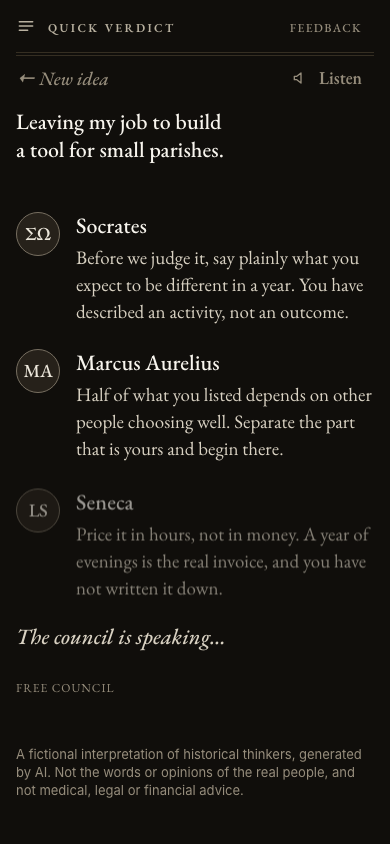 QUICK VERDICT
FEEDBACK
← New idea
Listen
Leaving my job to build
a tool for small parishes.
ΣΩ
Socrates
Before we judge it, say plainly what you
expect to be different in a year. You have
described an activity, not an outcome.
MA
Marcus Aurelius
Half of what you listed depends on other
people choosing well. Separate the part
that is yours and begin there.
LS
Seneca
Price it in hours, not in money. A year of
evenings is the real invoice, and you have
not written it down.
The council is speaking...
FREE COUNCIL
A fictional interpretation of historical thinkers, generated
by AI. Not the words or opinions of the real people, and
not medical, legal or financial advice.